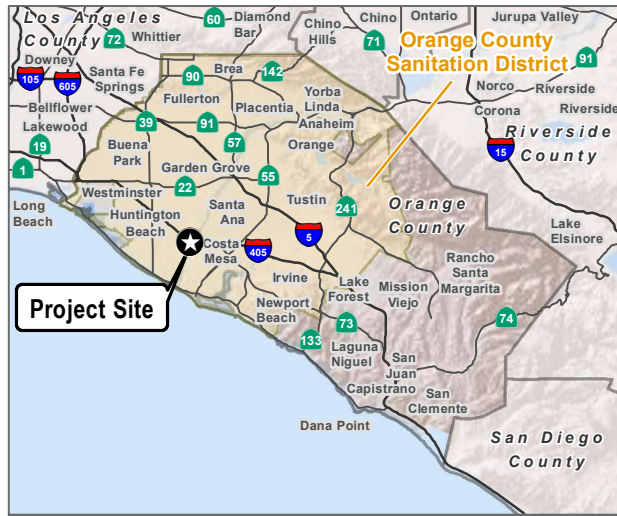 Los Angeles
County
60
Diamond
Bar
Chino
Hills
Chino
Ontario
Jurupa Valley
72
Whittier
71
Orange County
Sanitation District
91
Downey
105
605
Santa Fe
Springs
90
Brea
142
Norco
Riverside
Bellflower
Fullerton
Placentia
Yorba
Linda
Corona
Riverside
Lakewood
39
91
Anaheim
Riverside
County
19
Buena
Park
57
Orange
15
1
Garden Grove
55
Westminster
22
Tustin
241
Orange
County
Long
Beach
Huntington
Beach
Santa
Ana
5
Lake
Elsinore
Costa
Mesa
405
Rancho
Santa
Margarita
Irvine
Lake
Forest
Mission
Viejo
Project Site
Newport
Beach
73
74
133
Laguna
Niguel
San
Juan
Capistrano
San
Clemente
Dana Point
San Diego
County